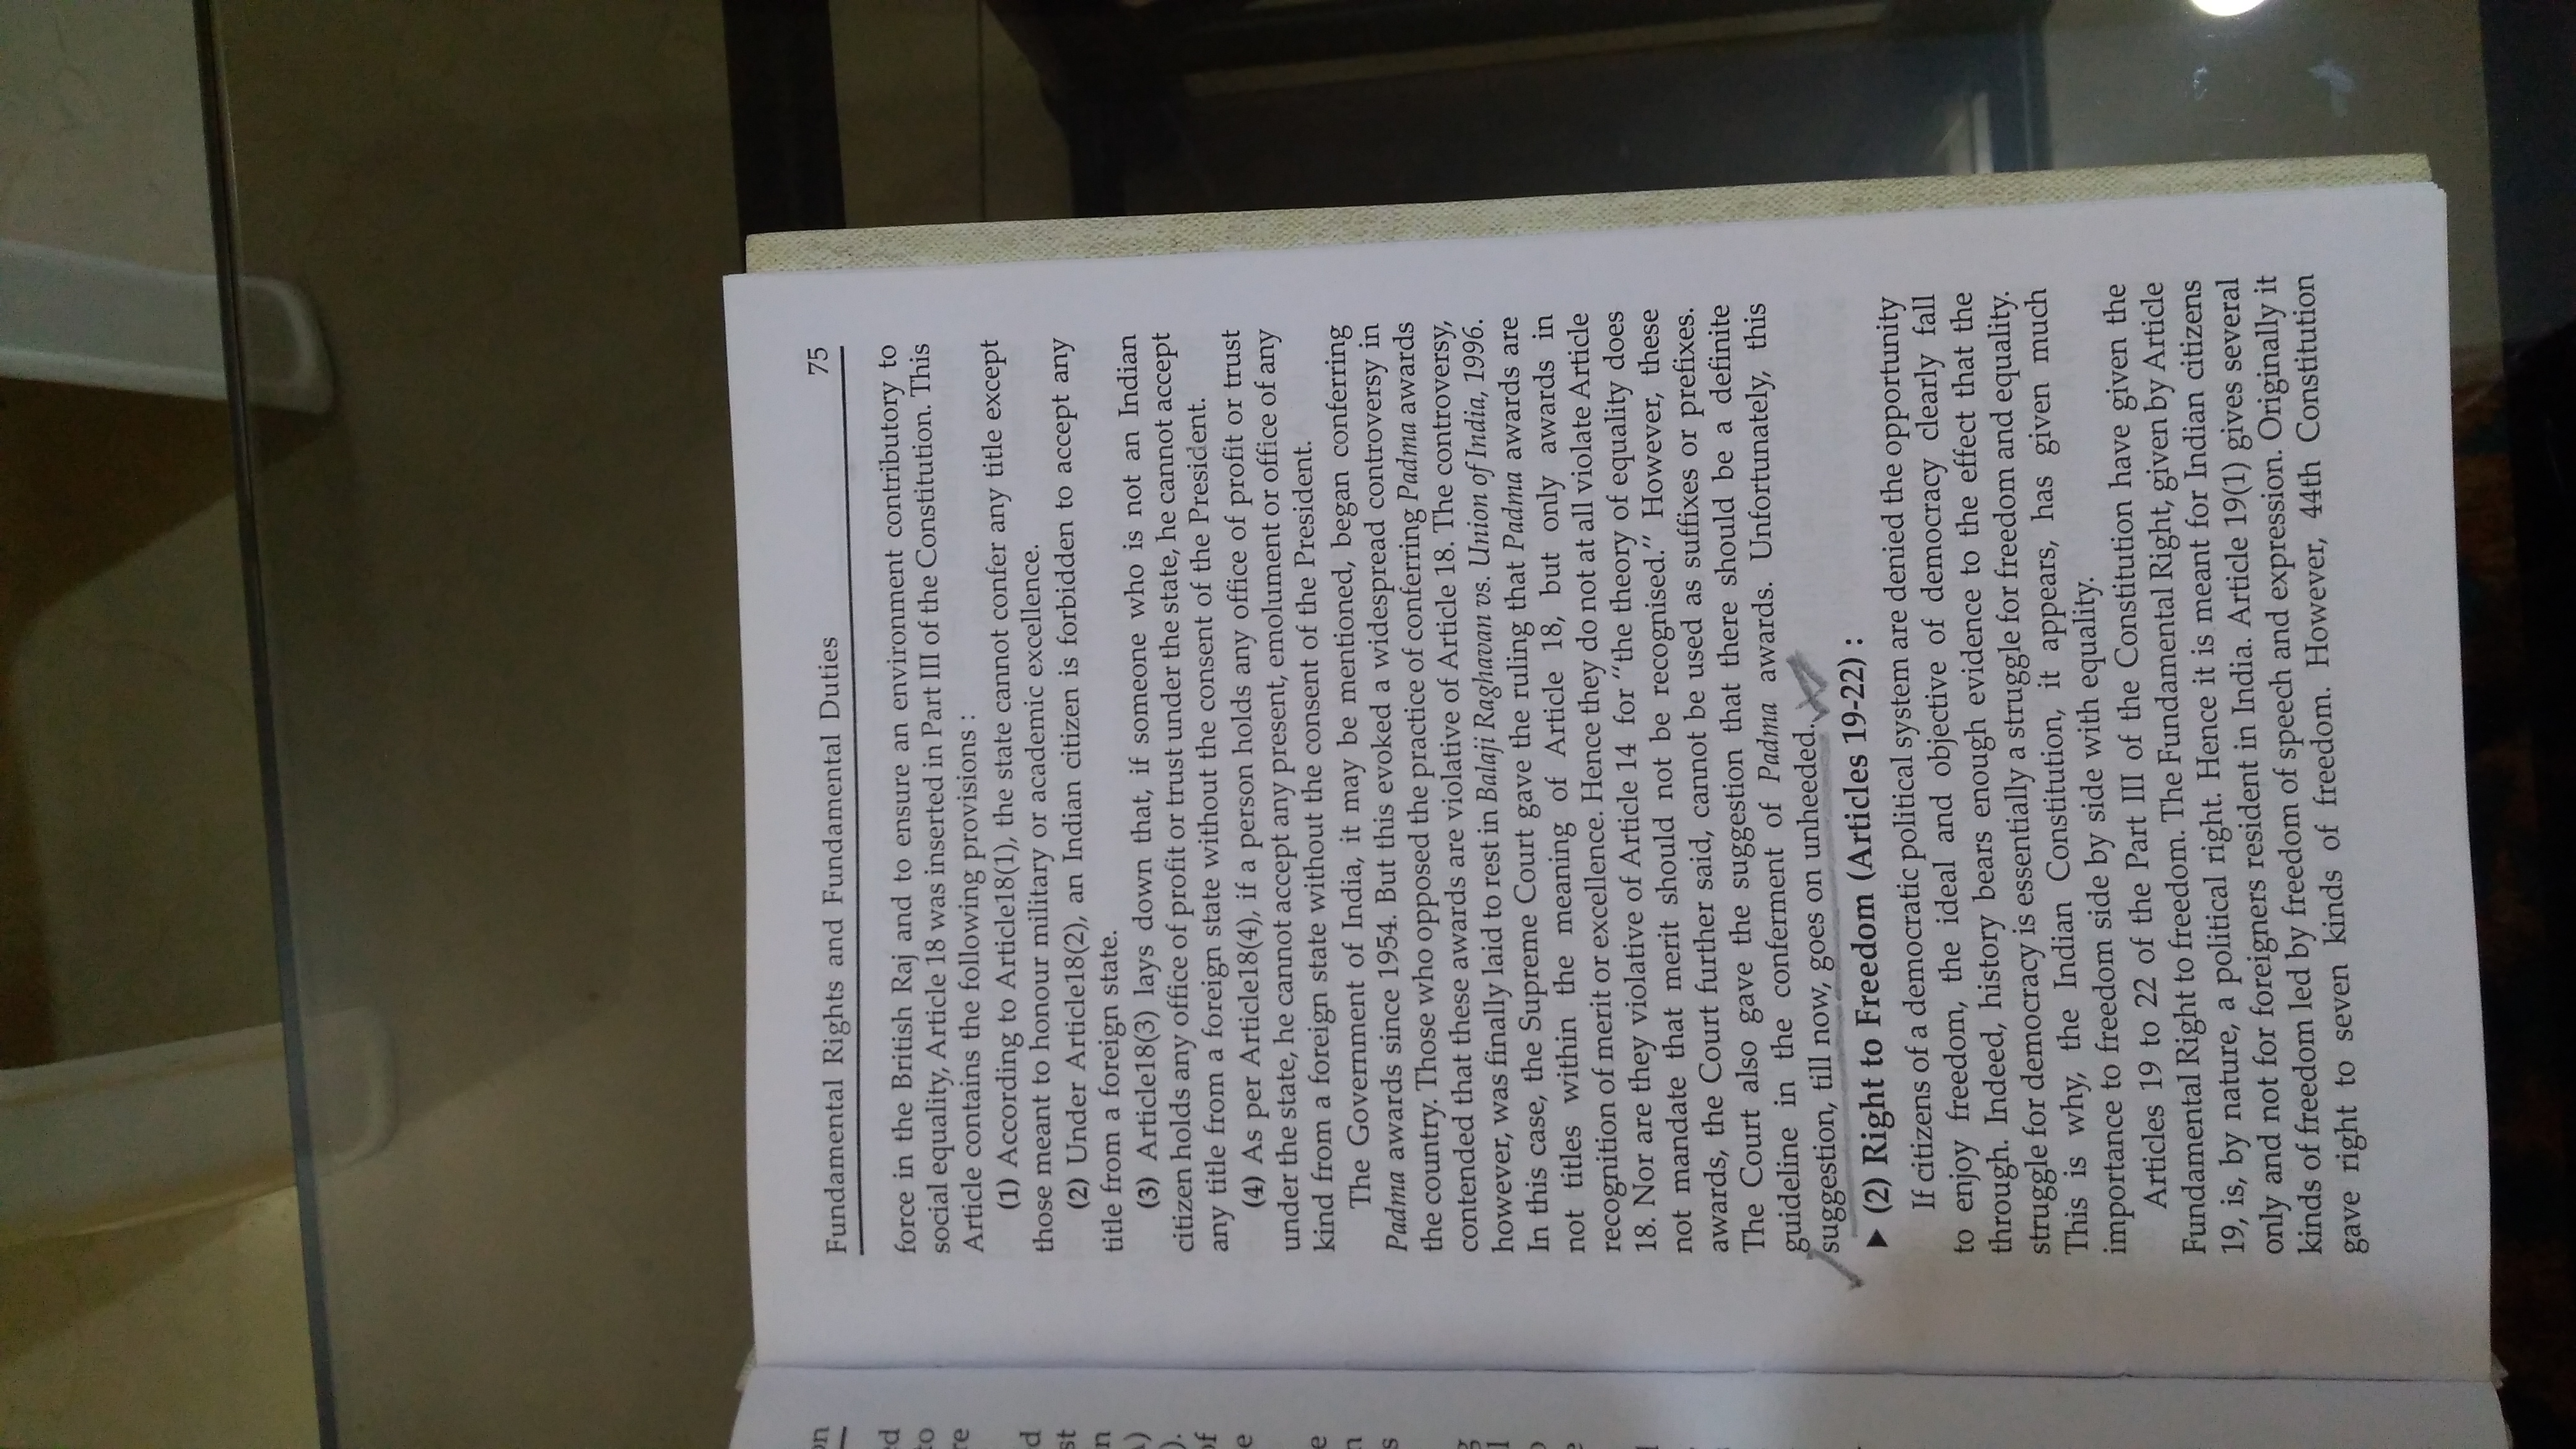 Fundamental Rights and Fundamental Duties 75
force in the British Raj and to ensure an environment contributory to
social equality, Article 18 was inserted in Part III of the Constitution. This
Article contains the following provisions :
(1) According to Article18(1), the state cannot confer any title except
those meant to honour military or academic excellence.
(2) Under Article18(2), an Indian citizen is forbidden to accept any
title from a foreign state.
(3) Article18(3) lays down that, if someone who is not an Indian
citizen holds any office of profit or trust under the state, he cannot accept
any title from a foreign state without the consent of the President.
(4) As per Article18(4), if a person holds any office of profit or trust
under the state, he cannot accept any present, emolument or office of any
kind from a foreign state without the consent of the President.
The Government of India, it may be mentioned, began conferring
Padma awards since 1954. But this evoked a widespread controversy in
the country. Those who opposed the practice of conferring Padma awards
contended that these awards are violative of Article 18. The controversy,
however, was finally laid to rest in Balaji Raghavan vs. Union of India, 1996.
In this case, the Supreme Court gave the ruling that Padma awards are
not titles within the meaning of Article 18, but only awards in
recognition of merit or excellence. Hence they do not at all violate Article
18. Nor are they violative of Article 14 for "the theory of equality does
not mandate that merit should not be recognised." However, these
awards, the Court further said, cannot be used as suffixes or prefixes.
The Court also gave the suggestion that there should be a definite
guideline in the conferment of Padma awards. Unfortunately, this
suggestion, till now, goes on unheeded.
▶ (2) Right to Freedom (Articles 19-22) :
If citizens of a democratic political system are denied the opportunity
to enjoy freedom, the ideal and objective of democracy clearly fall
through. Indeed, history bears enough evidence to the effect that the
struggle for democracy is essentially a struggle for freedom and equality.
This is why, the Indian Constitution, it appears, has given much
importance to freedom side by side with equality.
Articles 19 to 22 of the Part III of the Constitution have given the
Fundamental Right to freedom. The Fundamental Right, given by Article
19, is, by nature, a political right. Hence it is meant for Indian citizens
only and not for foreigners resident in India. Article 19(1) gives several
kinds of freedom led by freedom of speech and expression. Originally it
gave right to seven kinds of freedom. However, 44th Constitution